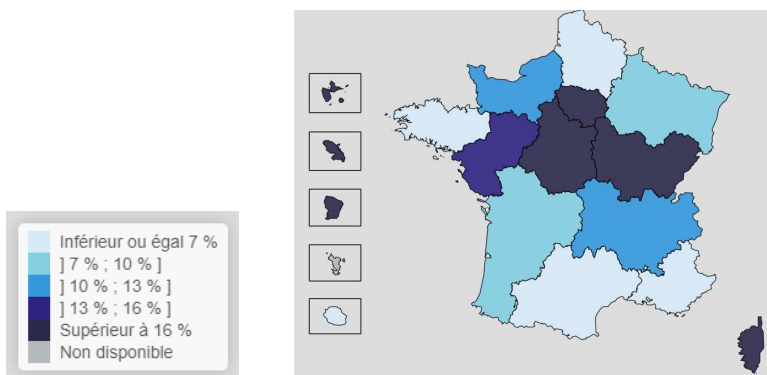 Inférieur ou égal 7 %
] 7 % ; 10 % ]
] 10 % ; 13 % ]
] 13 % ; 16 % ]
Supérieur à 16 %
Non disponible